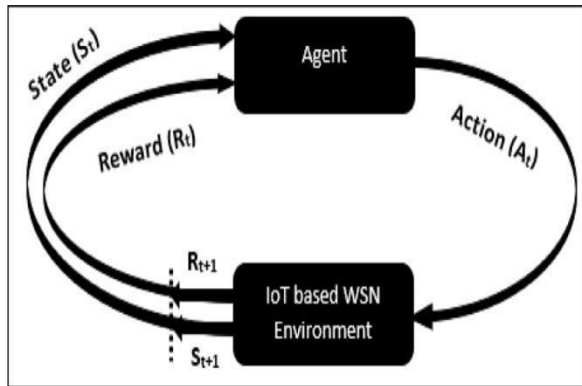 State (Sₜ)
Agent
Reward (Rₜ)
Action (Aₜ)
Rₜ₊₁
IoT based WSN
Environment
Sₜ₊₁